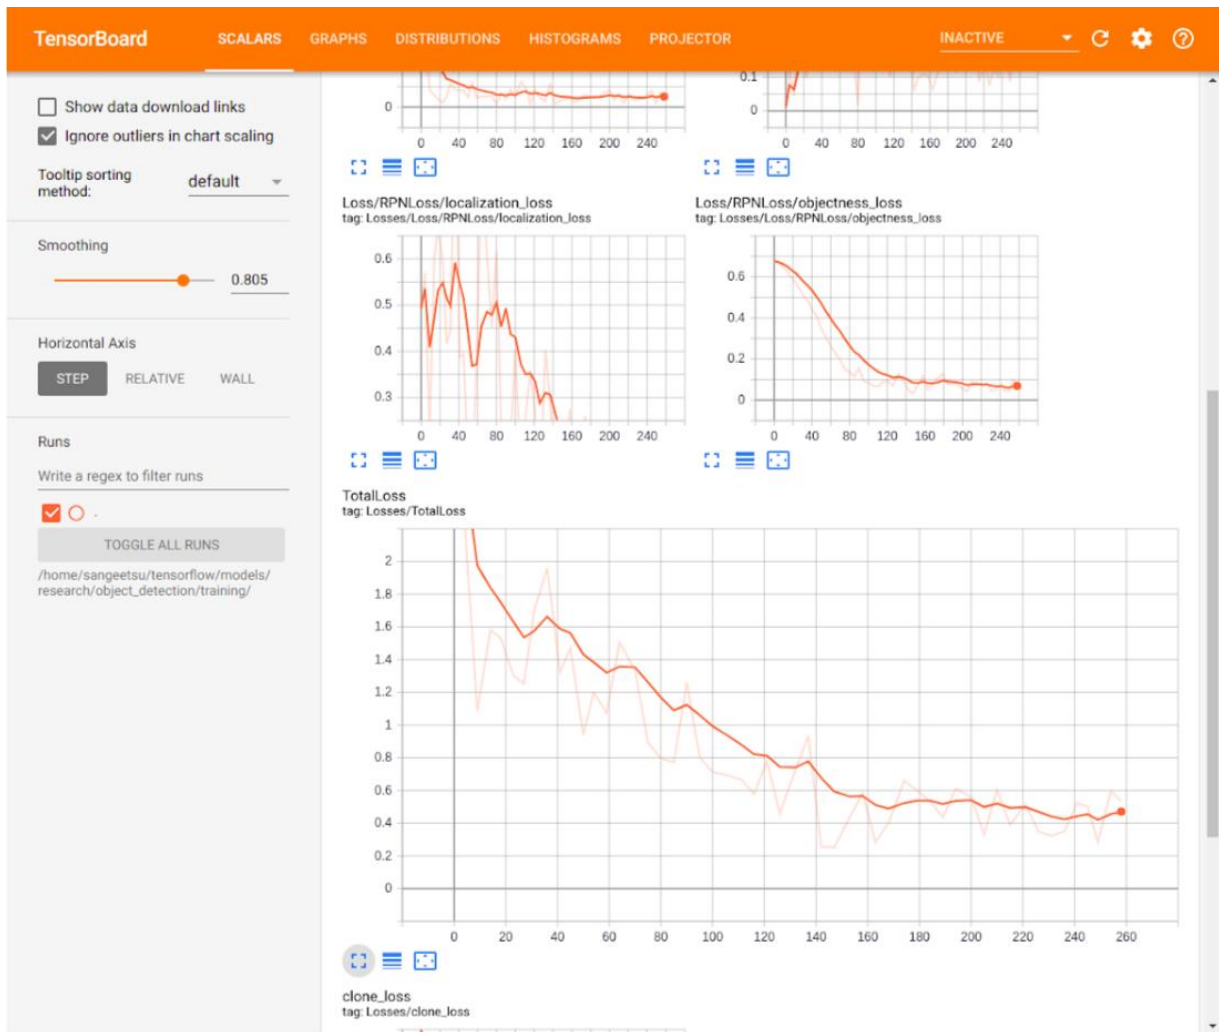 TensorBoard SCALARS GRAPHS DISTRIBUTIONS HISTOGRAMS PROJECTOR INACTIVE
Show data download links
Ignore outliers in chart scaling
Tooltip sorting
method: default
Smoothing
0.805
Horizontal Axis
STEP RELATIVE WALL
Runs
Write a regex to filter runs
.
TOGGLE ALL RUNS
/home/sangeetsu/tensorflow/models/
research/object_detection/training/
0
0 40 80 120 160 200 240
0.1
0
0 40 80 120 160 200 240
Loss/RPNLoss/localization_loss
tag: Losses/Loss/RPNLoss/localization_loss
0.6
0.5
0.4
0.3
0 40 80 120 160 200 240
Loss/RPNLoss/objectness_loss
tag: Losses/Loss/RPNLoss/objectness_loss
0.6
0.4
0.2
0
0 40 80 120 160 200 240
TotalLoss
tag: Losses/TotalLoss
2
1.8
1.6
1.4
1.2
1
0.8
0.6
0.4
0.2
0
0 20 40 60 80 100 120 140 160 180 200 220 240 260
clone_loss
tag: Losses/clone_loss